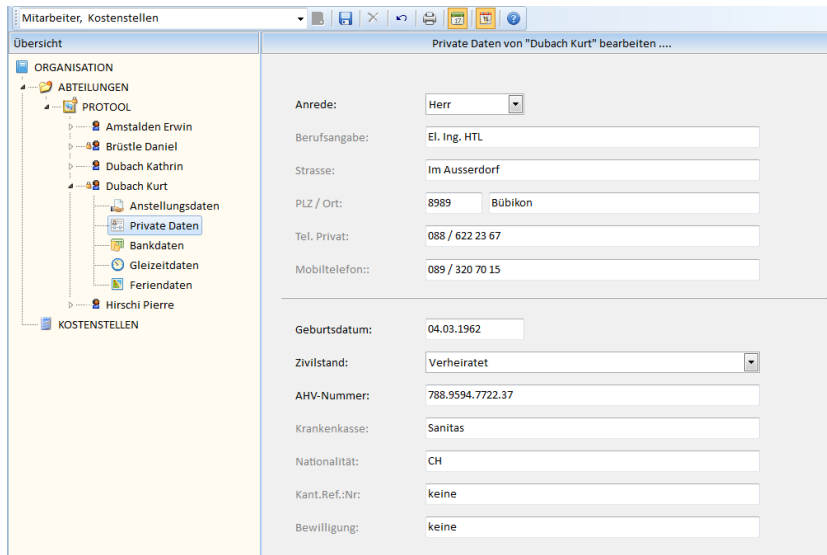 Mitarbeiter, Kostenstellen
Übersicht
Private Daten von "Dubach Kurt" bearbeiten ....
ORGANISATION
ABTEILUNGEN
PROTOOL
Amstalden Erwin
Brüstle Daniel
Dubach Kathrin
Dubach Kurt
Anstellungsdaten
Private Daten
Bankdaten
Gleizeitdaten
Feriendaten
Hirschi Pierre
KOSTENSTELLEN
Anrede: Herr
Berufsangabe: El. Ing. HTL
Strasse: Im Ausserdorf
PLZ / Ort: 8989 Bübikon
Tel. Privat: 088 / 622 23 67
Mobiltelefon:: 089 / 320 70 15
Geburtsdatum: 04.03.1962
Zivilstand: Verheiratet
AHV-Nummer: 788.9594.7722.37
Krankenkasse: Sanitas
Nationalität: CH
Kant.Ref.:Nr: keine
Bewilligung: keine